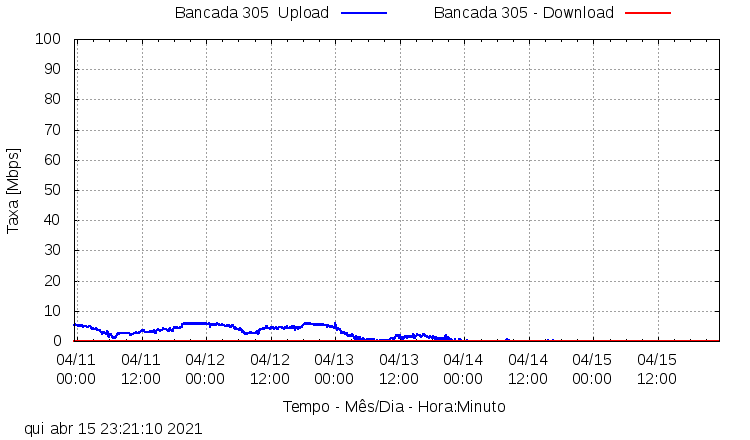 Bancada 305  Upload
Bancada 305 - Download
100
90
80
70
60
50
40
30
20
10
0
Taxa [Mbps]
04/11 04/11 04/12 04/12 04/13 04/13 04/14 04/14 04/15 04/15
00:00 12:00 00:00 12:00 00:00 12:00 00:00 12:00 00:00 12:00
Tempo - Mês/Dia - Hora:Minuto
qui abr 15 23:21:10 2021